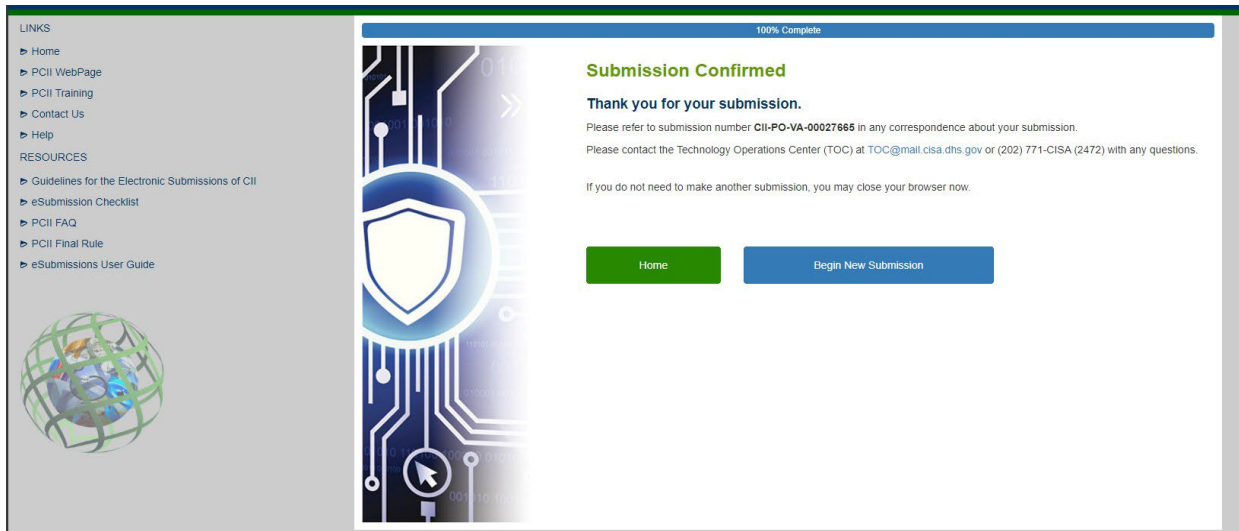 LINKS
Home
PCII WebPage
PCII Training
Contact Us
Help
RESOURCES
Guidelines for the Electronic Submissions of CII
eSubmission Checklist
PCII FAQ
PCII Final Rule
eSubmissions User Guide
100% Complete
Submission Confirmed
Thank you for your submission.
Please refer to submission number CII-PO-VA-00027665 in any correspondence about your submission.
Please contact the Technology Operations Center (TOC) at TOC@mail.cisa.dhs.gov or (202) 771-CISA (2472) with any questions.
If you do not need to make another submission, you may close your browser now.
Home
Begin New Submission